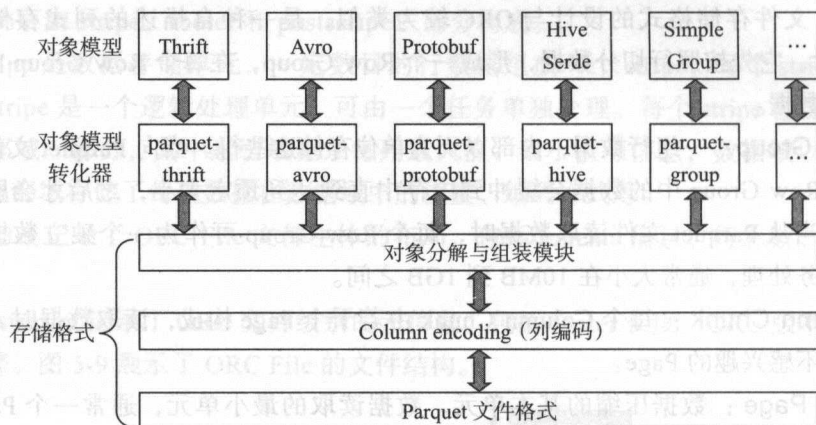 对象模型 Thrift Avro Protobuf Hive Serde Simple Group ...
对象模型转化器 parquet-thrift parquet-avro parquet-protobuf parquet-hive parquet-group ...
对象分解与组装模块
存储格式
Column encoding（列编码）
Parquet 文件格式